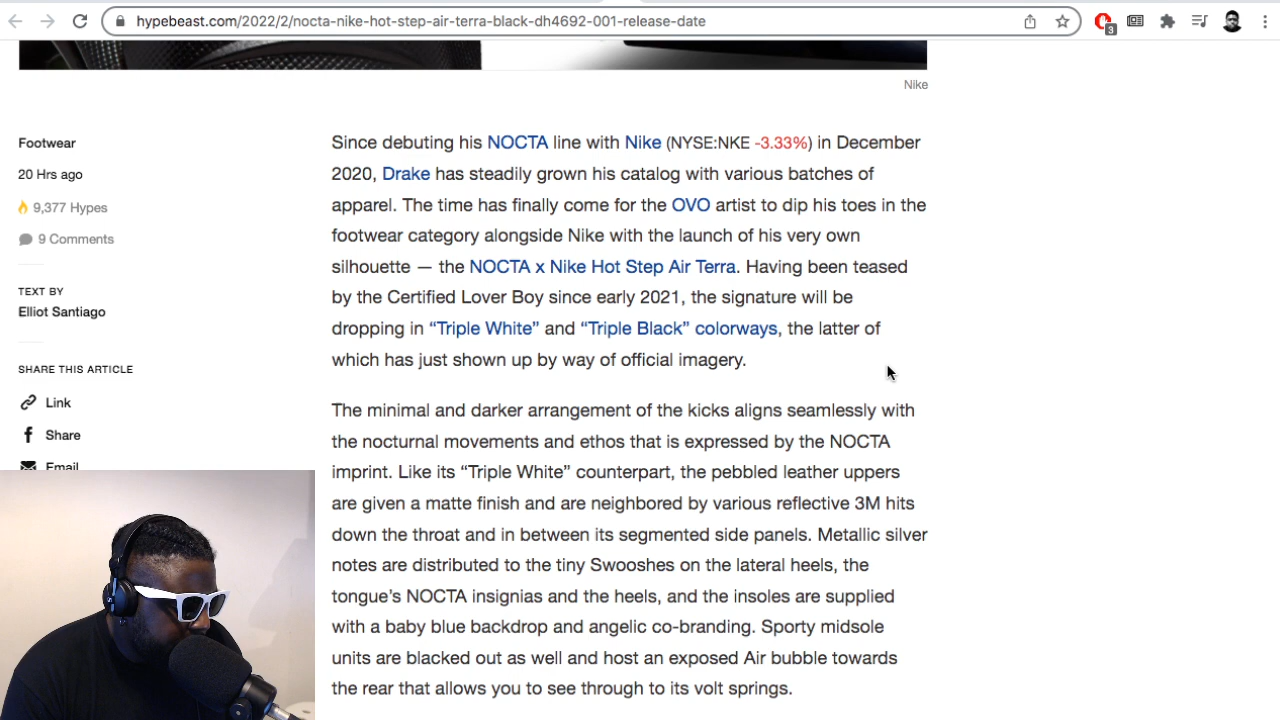 hypebeast.com/2022/2/nocta-nike-hot-step-air-terra-black-dh4692-001-release-date
3
Nike
Footwear
20 Hrs ago
9,377 Hypes
9 Comments
TEXT BY
Elliot Santiago
SHARE THIS ARTICLE
Link
Share
Email
Since debuting his NOCTA line with Nike (NYSE:NKE -3.33%) in December
2020, Drake has steadily grown his catalog with various batches of
apparel. The time has finally come for the OVO artist to dip his toes in the
footwear category alongside Nike with the launch of his very own
silhouette — the NOCTA x Nike Hot Step Air Terra. Having been teased
by the Certified Lover Boy since early 2021, the signature will be
dropping in “Triple White” and “Triple Black” colorways, the latter of
which has just shown up by way of official imagery.
The minimal and darker arrangement of the kicks aligns seamlessly with
the nocturnal movements and ethos that is expressed by the NOCTA
imprint. Like its “Triple White” counterpart, the pebbled leather uppers
are given a matte finish and are neighbored by various reflective 3M hits
down the throat and in between its segmented side panels. Metallic silver
notes are distributed to the tiny Swooshes on the lateral heels, the
tongue’s NOCTA insignias and the heels, and the insoles are supplied
with a baby blue backdrop and angelic co-branding. Sporty midsole
units are blacked out as well and host an exposed Air bubble towards
the rear that allows you to see through to its volt springs.